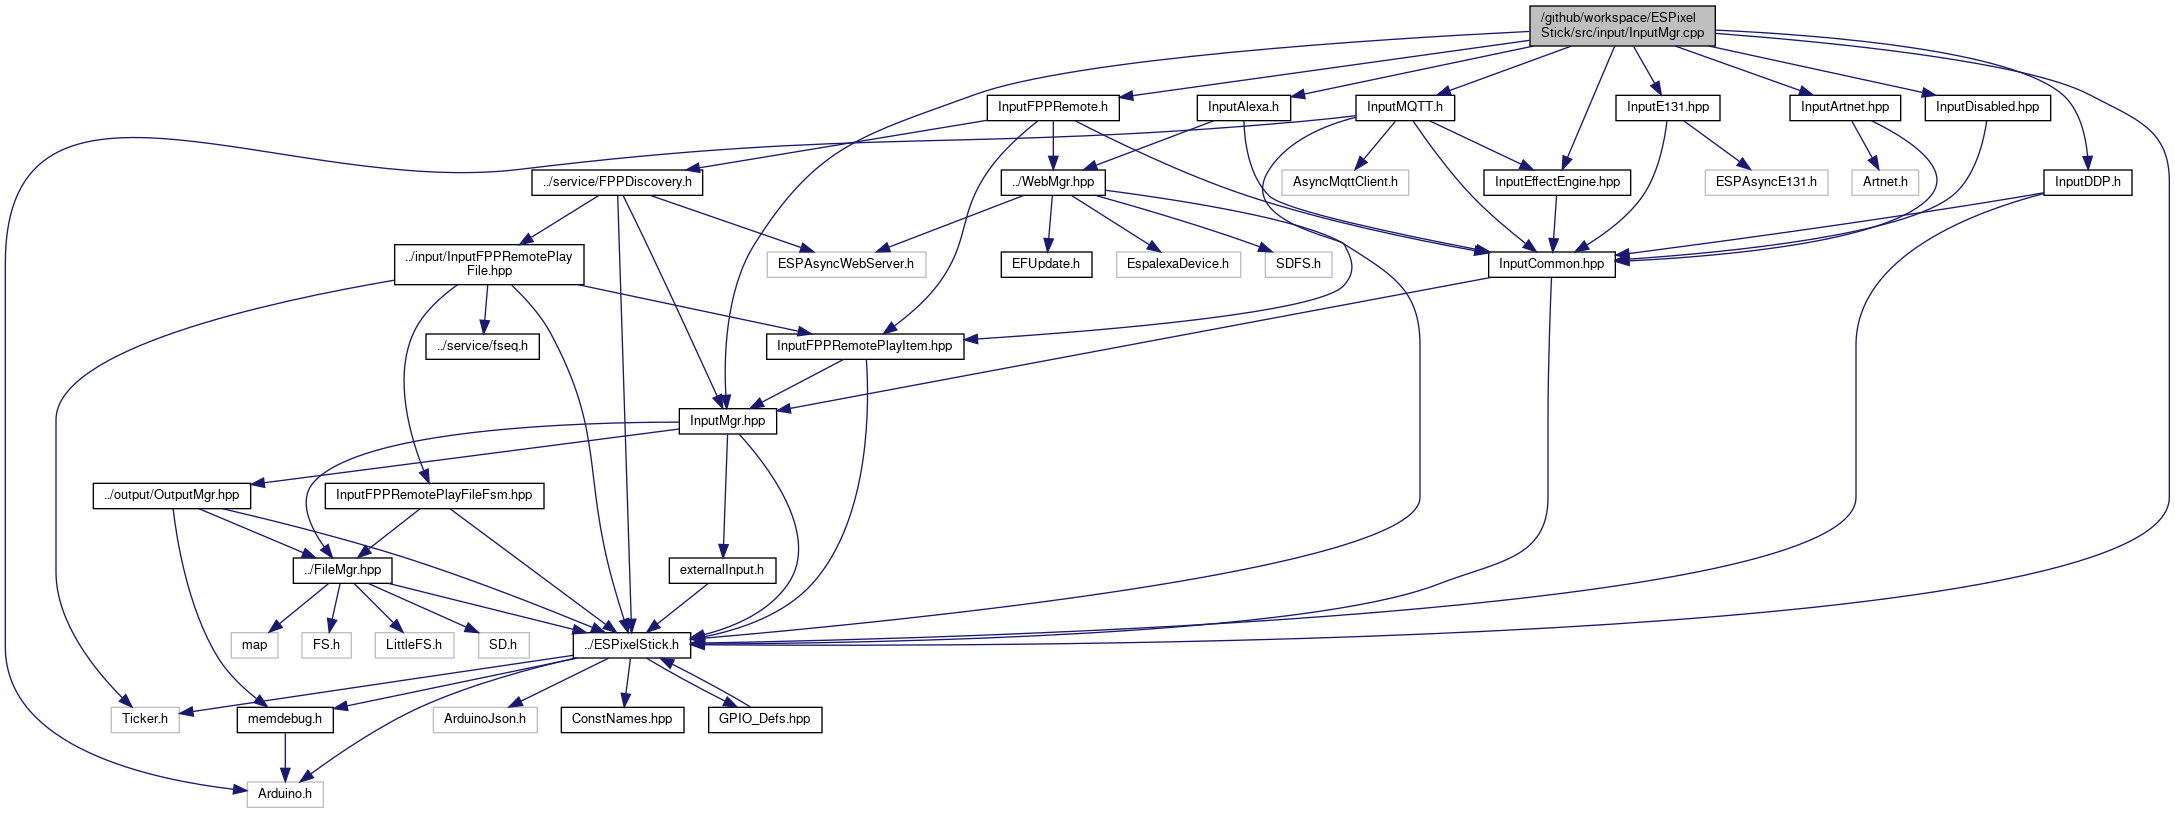 /github/workspace/ESPixel
Stick/src/input/InputMgr.cpp
InputFPPRemote.h
InputAlexa.h
InputMQTT.h
InputE131.hpp
InputArtnet.hpp
InputDisabled.hpp
../service/FPPDiscovery.h
../WebMgr.hpp
AsyncMqttClient.h
InputEffectEngine.hpp
ESPAsyncE131.h
Artnet.h
InputDDP.h
../input/InputFPPRemotePlay
File.hpp
ESPAsyncWebServer.h
EFUpdate.h
EspalexaDevice.h
SDFS.h
InputCommon.hpp
../service/fseq.h
InputFPPRemotePlayItem.hpp
InputMgr.hpp
../output/OutputMgr.hpp
InputFPPRemotePlayFileFsm.hpp
../FileMgr.hpp
externalInput.h
map
FS.h
LittleFS.h
SD.h
../ESPixelStick.h
Ticker.h
memdebug.h
ArduinoJson.h
ConstNames.hpp
GPIO_Defs.hpp
Arduino.h